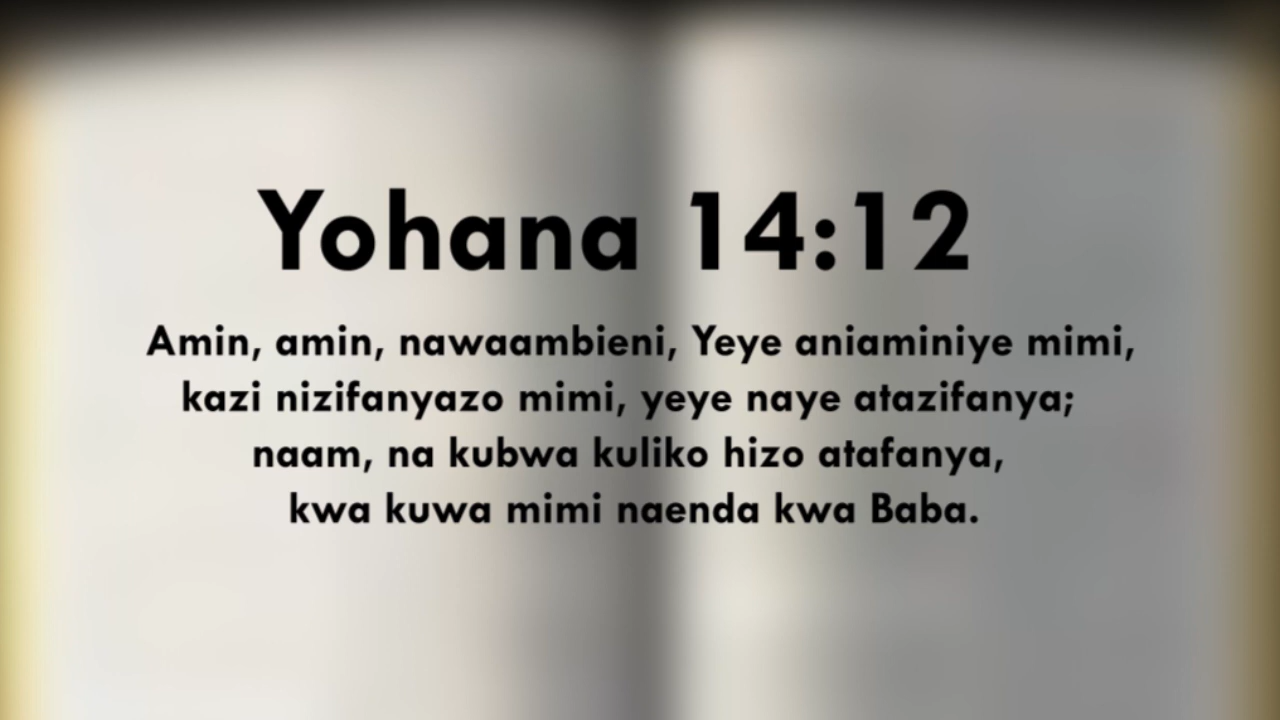 Yohana 14:12
Amin, amin, nawaambieni, Yeye aniaminiye mimi,
kazi nizifanyazo mimi, yeye naye atazifanya;
naam, na kubwa kuliko hizo atafanya,
kwa kuwa mimi naenda kwa Baba.